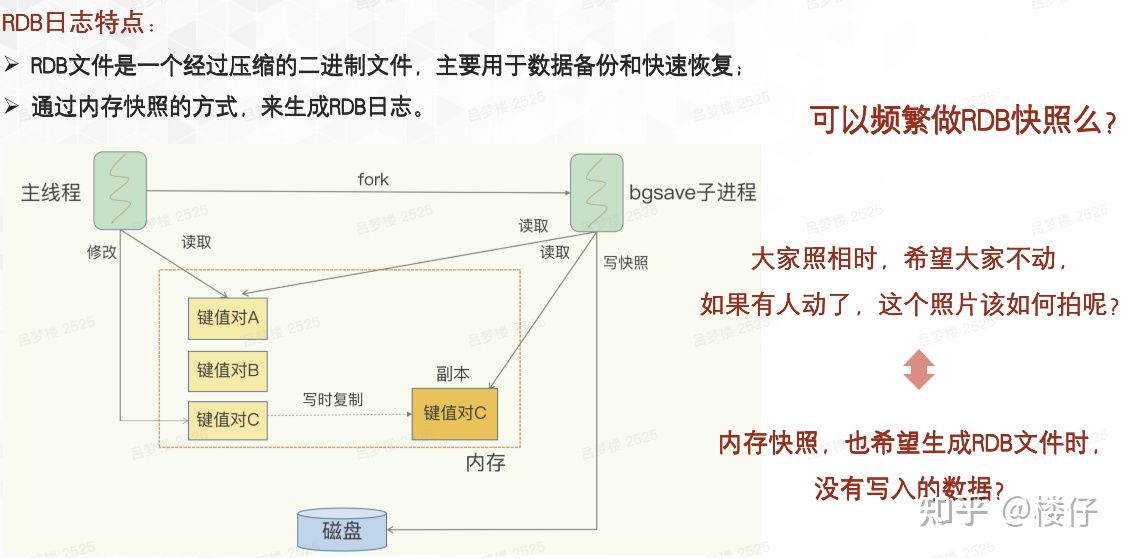 RDB日志特点：
➢ RDB文件是一个经过压缩的二进制文件，主要用于数据备份和快速恢复；
➢ 通过内存快照的方式，来生成RDB日志。
可以频繁做RDB快照么？
主线程
fork
bgsave子进程
修改
读取
读取
读取
写快照
大家照相时，希望大家不动，
如果有人动了，这个照片该如何拍呢？
键值对A
键值对B
副本
键值对C
写时复制
键值对C
内存
内存快照，也希望生成RDB文件时，
没有写入的数据？
磁盘
知乎 @楼仔
吕梦楼 2525